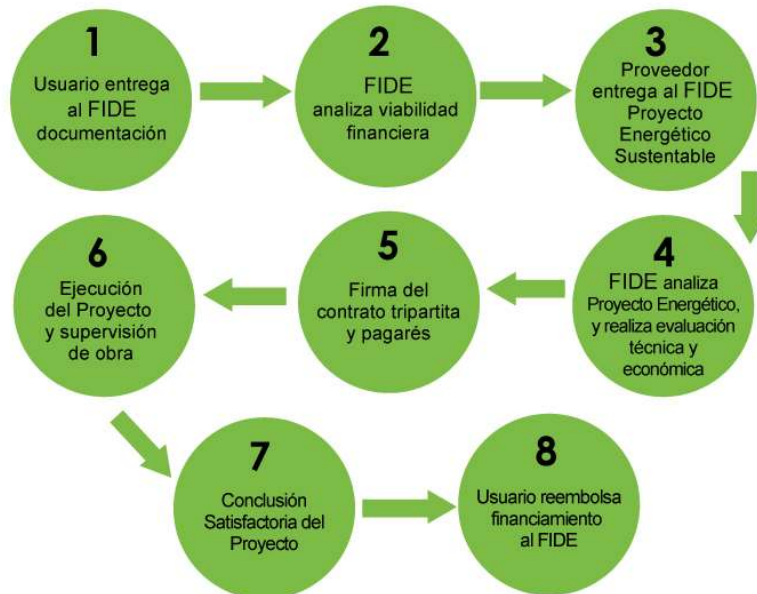 1
Usuario entrega
al FIDE
documentación
2
FIDE
analiza viabilidad
financiera
3
Proveedor
entrega al FIDE
Proyecto
Energético
Sustentable
4
FIDE analiza
Proyecto Energético,
y realiza evaluación
técnica y
económica
5
Firma del
contrato tripartita
y pagarés
6
Ejecución
del Proyecto
y supervisión
de obra
7
Conclusión
Satisfactoria del
Proyecto
8
Usuario reembolsa
financiamiento
al FIDE